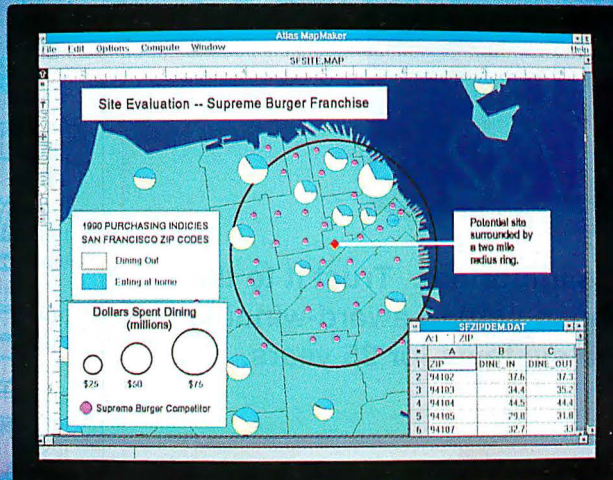 Atlas MapMaker
File Edit Options Compute Window Help
SFSITE.MAP
Site Evaluation -- Supreme Burger Franchise
1990 PURCHASING INDICIES
SAN FRANCISCO ZIP CODES
Dining Out
Eating at home
Potential site
surrounded by
a two mile
radius ring.
Dollars Spent Dining
(millions)
$25 $50 $75
Supreme Burger Competitor
SFZIPDEM.DAT
A:1 ZIP
A B C
1 ZIP DINE_IN DINE_OUT
2 94102 37.6 37.3
3 94103 34.4 35.2
4 94104 44.5 44.4
5 94105 29.8 31.8
6 94107 32.7 33